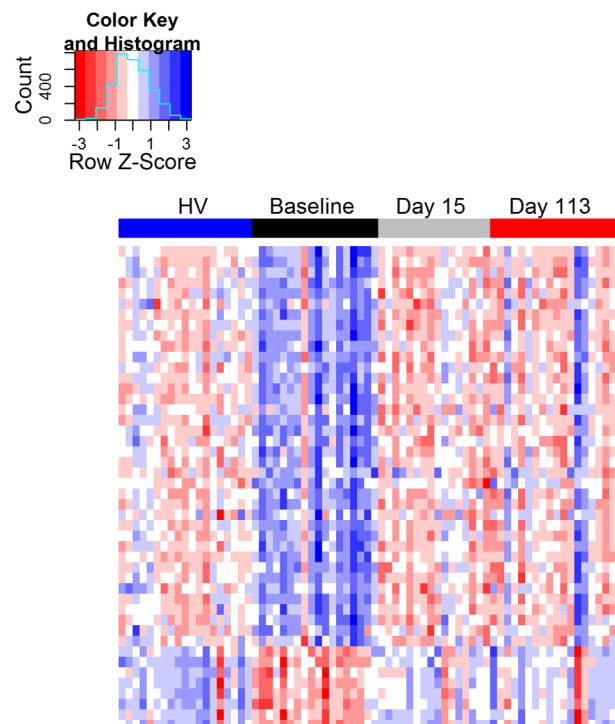 Color Key
and Histogram
Count
0 400
-3 -1 1 3
Row Z-Score
HV Baseline Day 15 Day 113